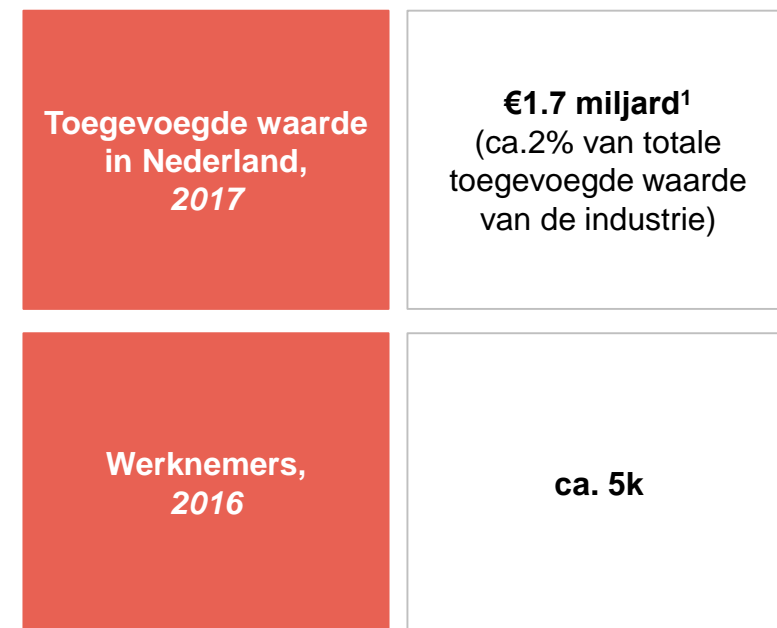 Toegevoegde waarde
in Nederland,
2017
€1.7 miljard¹
(ca.2% van totale
toegevoegde waarde
van de industrie)
Werknemers,
2016
ca. 5k